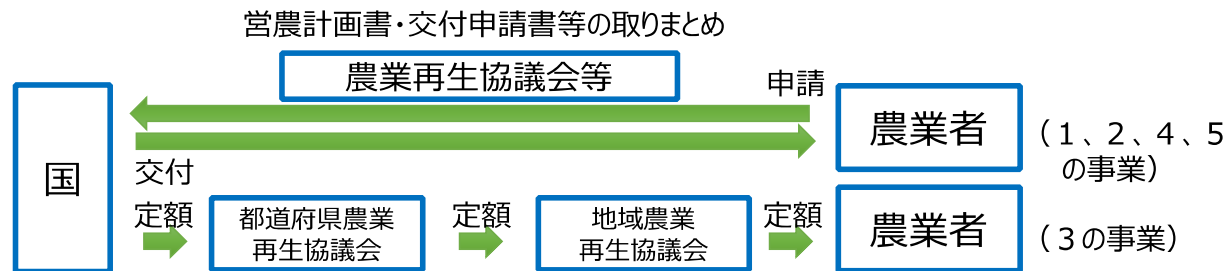 営農計画書・交付申請書等の取りまとめ
農業再生協議会等
申請
国
農業者
（１、２、４、５
の事業）
交付
定額
都道府県農業
再生協議会
定額
地域農業
再生協議会
定額
農業者
（３の事業）